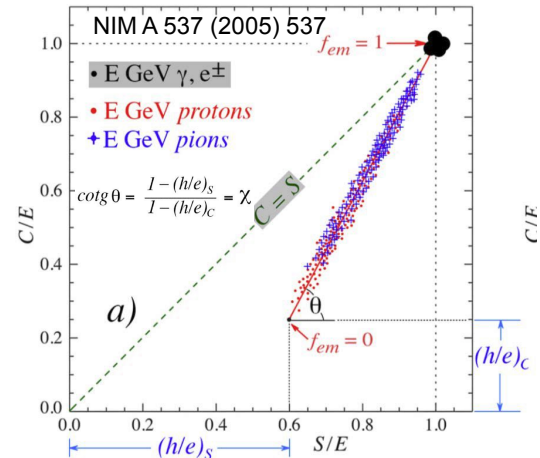 NIM A 537 (2005) 537
f_em = 1
• E GeV γ, e±
• E GeV protons
+ E GeV pions
cotg θ = 1 − (h/e)_S / 1 − (h/e)_C = χ
C = S
a)
θ
f_em = 0
(h/e)_C
(h/e)_S
C/E
C/E
S/E
1.0
0.8
0.6
0.4
0.2
0.0
0.0 0.2 0.4 0.6 0.8 1.0